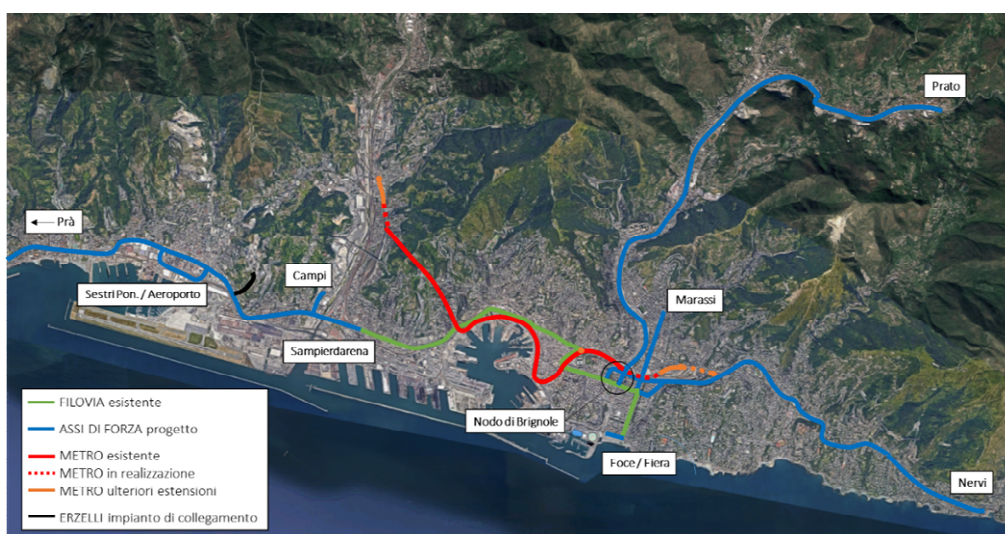 Prato
← Prà
Campi
Sestri Pon. / Aeroporto
Marassi
Sampierdarena
Nodo di Brignole
Foce / Fiera
Nervi
FILOVIA esistente
ASSI DI FORZA progetto
METRO esistente
METRO in realizzazione
METRO ulteriori estensioni
ERZELLI impianto di collegamento